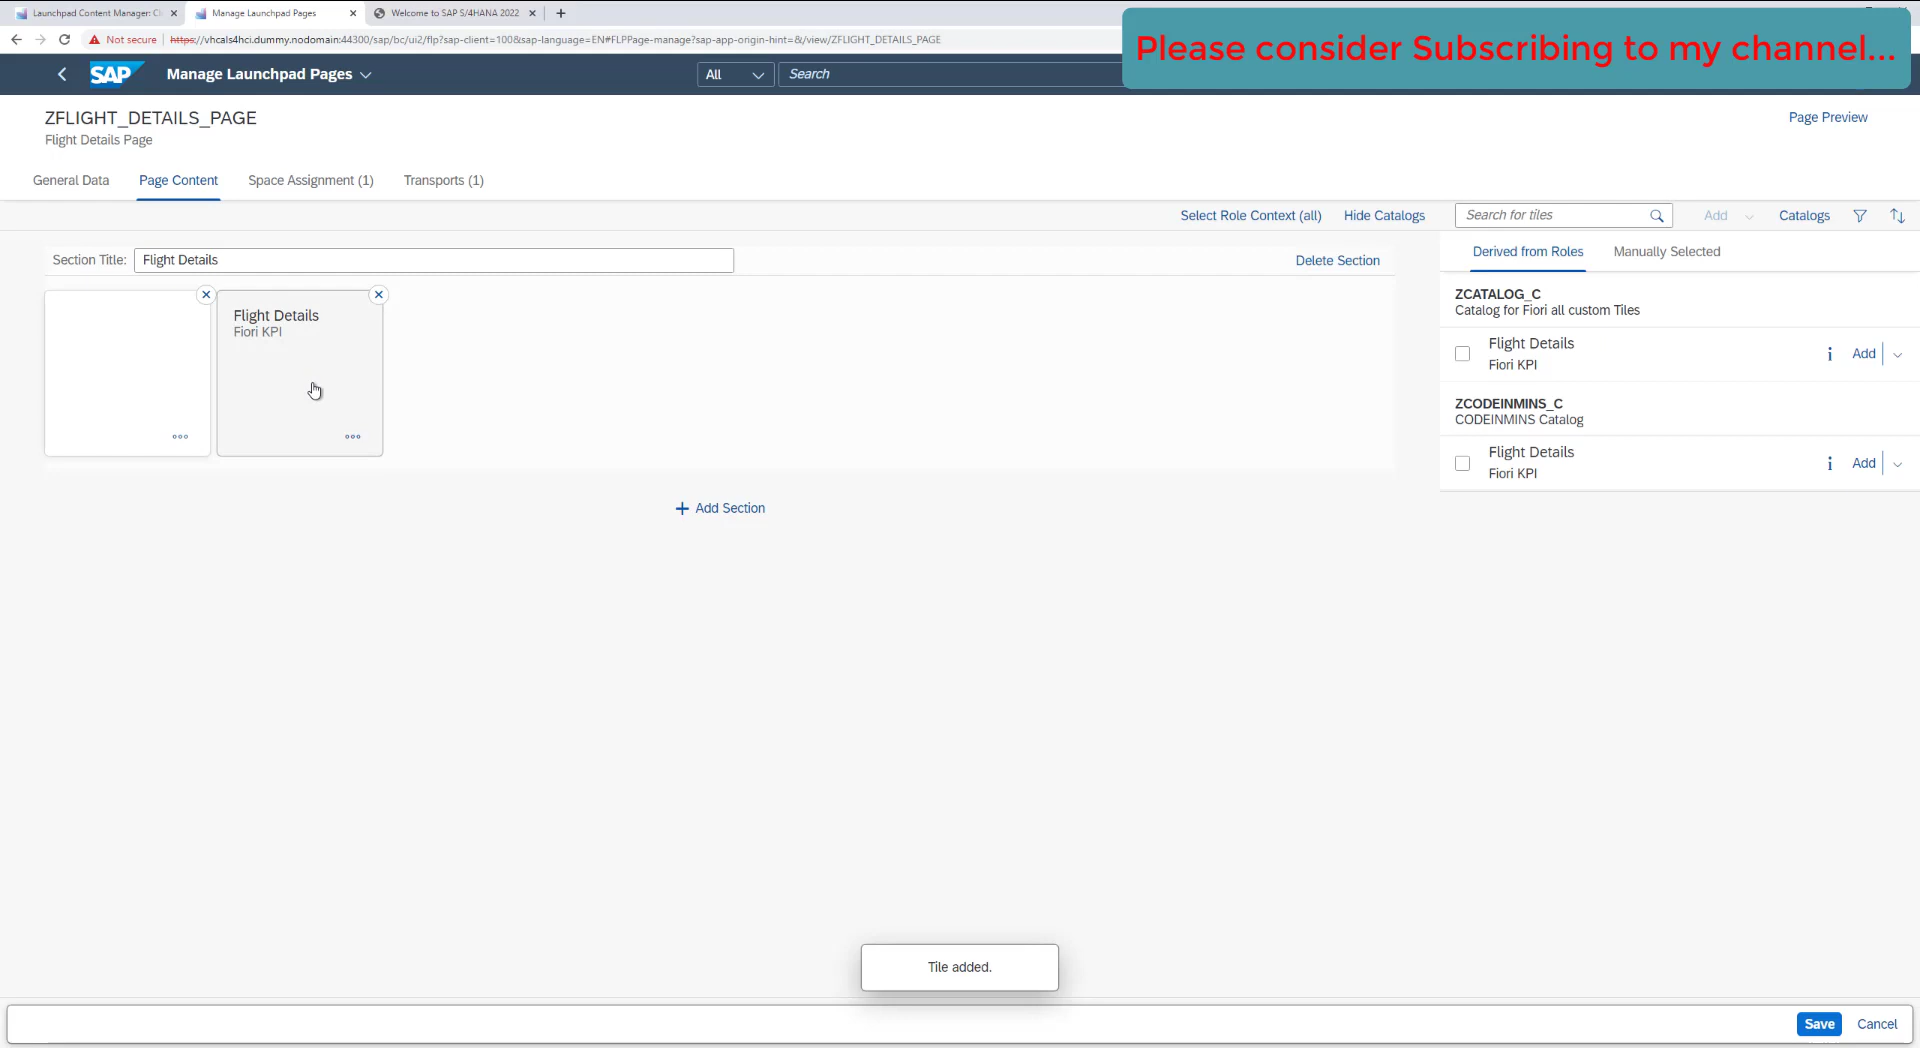 Launchpad Content Manager: Cl
Manage Launchpad Pages
Welcome to SAP S/4HANA 2022
Please consider Subscribing to my channel...
Not secure
https://vhcals4hci.dummy.nodomain:44300/sap/bc/ui2/flp?sap-client=100&sap-language=EN#FLPPage-manage?sap-app-origin-hint=&/view/ZFLIGHT_DETAILS_PAGE
SAP
Manage Launchpad Pages
All
Search
ZFLIGHT_DETAILS_PAGE
Page Preview
Flight Details Page
General Data
Page Content
Space Assignment (1)
Transports (1)
Select Role Context (all)
Hide Catalogs
Search for tiles
Add
Catalogs
Section Title:
Flight Details
Delete Section
Derived from Roles
Manually Selected
Flight Details
Fiori KPI
ZCATALOG_C
Catalog for Fiori all custom Tiles
Flight Details
Fiori KPI
Add
ZCODEINMINS_C
CODEINMINS Catalog
Flight Details
Fiori KPI
Add
Add Section
Tile added.
Save
Cancel